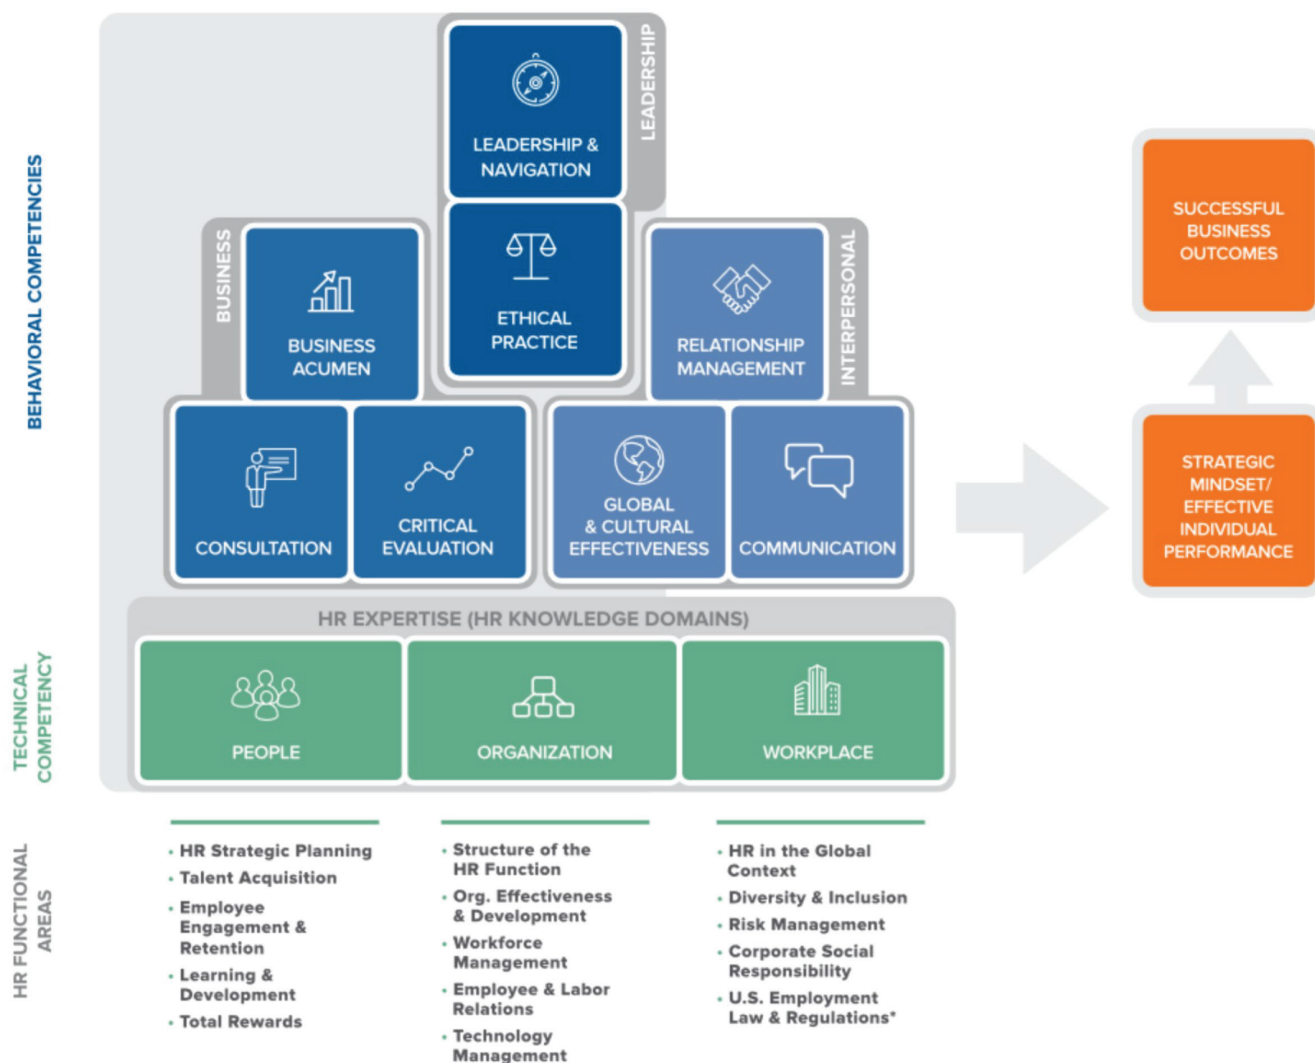 BEHAVIORAL COMPETENCIES
LEADERSHIP
LEADERSHIP &
NAVIGATION
ETHICAL
PRACTICE
BUSINESS
BUSINESS
ACUMEN
CONSULTATION
CRITICAL
EVALUATION
INTERPERSONAL
RELATIONSHIP
MANAGEMENT
GLOBAL
& CULTURAL
EFFECTIVENESS
COMMUNICATION
SUCCESSFUL
BUSINESS
OUTCOMES
STRATEGIC
MINDSET/
EFFECTIVE
INDIVIDUAL
PERFORMANCE
TECHNICAL
COMPETENCY
HR EXPERTISE (HR KNOWLEDGE DOMAINS)
PEOPLE
ORGANIZATION
WORKPLACE
HR FUNCTIONAL
AREAS
• HR Strategic Planning
• Talent Acquisition
• Employee
Engagement &
Retention
• Learning &
Development
• Total Rewards
• Structure of the
HR Function
• Org. Effectiveness
& Development
• Workforce
Management
• Employee & Labor
Relations
• Technology
Management
• HR in the Global
Context
• Diversity & Inclusion
• Risk Management
• Corporate Social
Responsibility
• U.S. Employment
Law & Regulations*